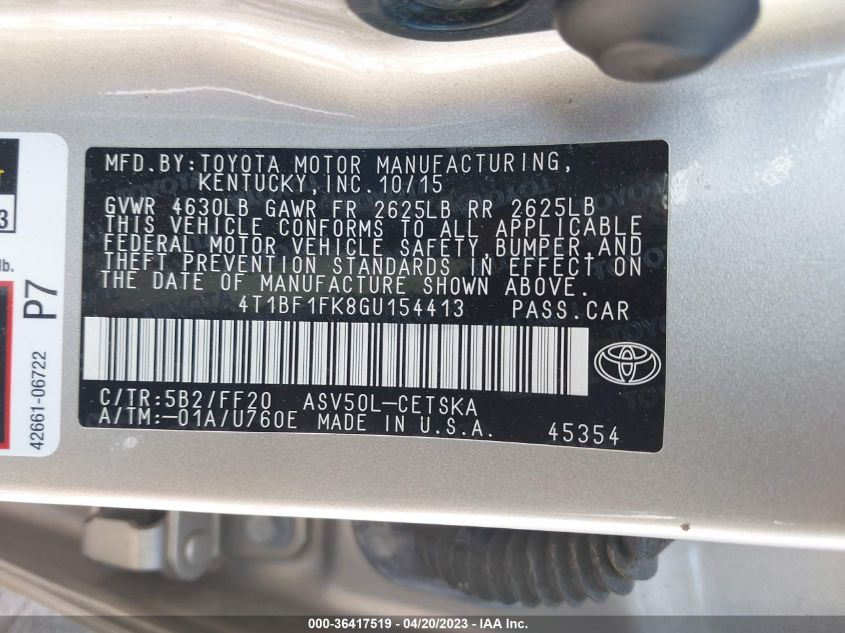 MFD.BY:TOYOTA MOTOR MANUFACTURING,
KENTUCKY,INC.10/15
GVWR 4630LB GAWR FR 2625LB RR 2625LB
THIS VEHICLE CONFORMS TO ALL APPLICABLE
FEDERAL MOTOR VEHICLE SAFETY,BUMPER,AND
THEFT PREVENTION STANDARDS IN EFFECT ON
THE DATE OF MANUFACTURE SHOWN ABOVE.
4T1BF1FK8GU154413 PASS.CAR
C/TR:5B2/FF20 ASV50L-CETSKA
A/TM:-01A/U760E MADE IN U.S.A. 45354
3
lb.
P7
42661-06722
000-36417519 - 04/20/2023 - IAA Inc.